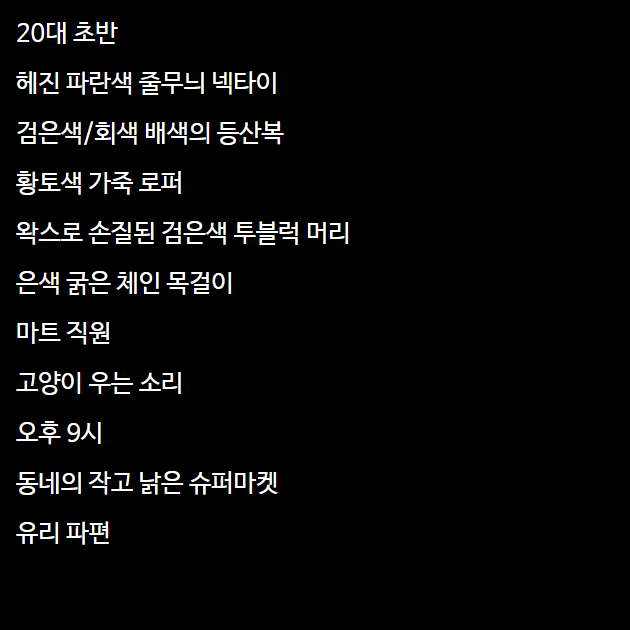 20대 초반
헤진 파란색 줄무늬 넥타이
검은색/회색 배색의 등산복
황토색 가죽 로퍼
왁스로 손질된 검은색 투블럭 머리
은색 굵은 체인 목걸이
마트 직원
고양이 우는 소리
오후 9시
동네의 작고 낡은 슈퍼마켓
유리 파편